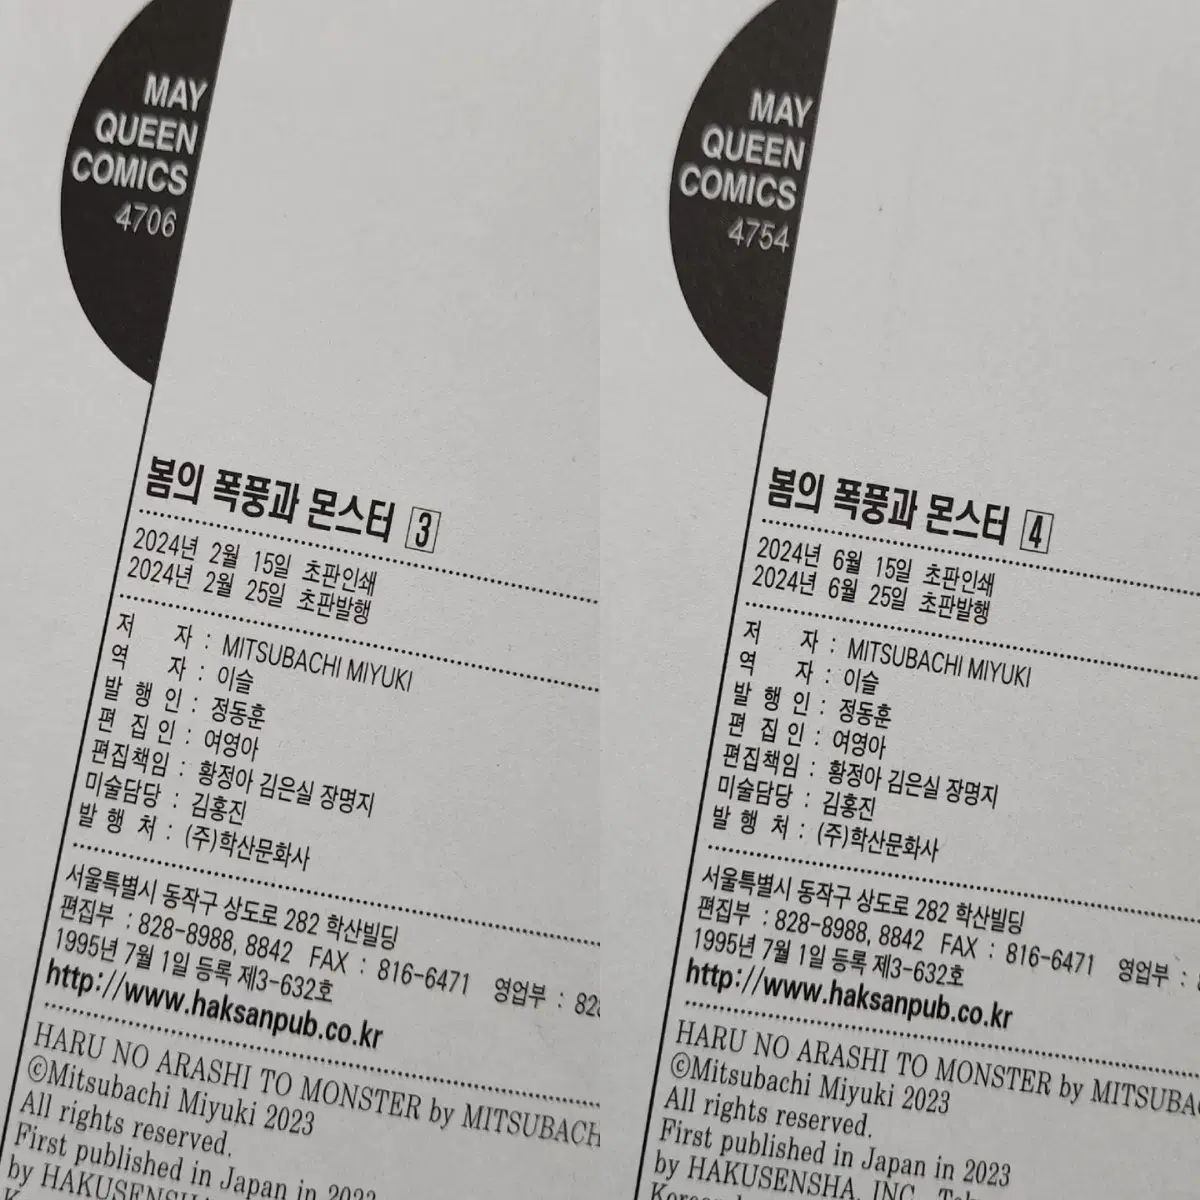 MAY
QUEEN
COMICS
4706
봄의 폭풍과 몬스터 3
2024년 2월 15일 초판인쇄
2024년 2월 25일 초판발행
저 자 : MITSUBACHI MIYUKI
역 자 : 이슬
발 행 인 : 정동훈
편 집 인 : 여영아
편집책임 : 황정아 김은실 장명지
미술담당 : 김홍진
발 행 처 : (주)학산문화사
서울특별시 동작구 상도로 282 학산빌딩
편집부 : 828-8988, 8842 FAX : 816-6471 영업부 : 828
1995년 7월 1일 등록 제3-632호
http://www.haksanpub.co.kr
HARU NO ARASHI TO MONSTER by MITSUBACH
©Mitsubachi Miyuki 2023
All rights reserved.
First published in Japan in 2023
by HAKUSENSHA
MAY
QUEEN
COMICS
4754
봄의 폭풍과 몬스터 4
2024년 6월 15일 초판인쇄
2024년 6월 25일 초판발행
저 자 : MITSUBACHI MIYUKI
역 자 : 이슬
발 행 인 : 정동훈
편 집 인 : 여영아
편집책임 : 황정아 김은실 장명지
미술담당 : 김홍진
발 행 처 : (주)학산문화사
서울특별시 동작구 상도로 282 학산빌딩
편집부 : 828-8988, 8842 FAX : 816-6471 영업부 :
1995년 7월 1일 등록 제3-632호
http://www.haksanpub.co.kr
HARU NO ARASHI TO MONSTER by MITSUBA
©Mitsubachi Miyuki 2023
All rights reserved.
First published in Japan in 2023
by HAKUSENSHA, INC.,